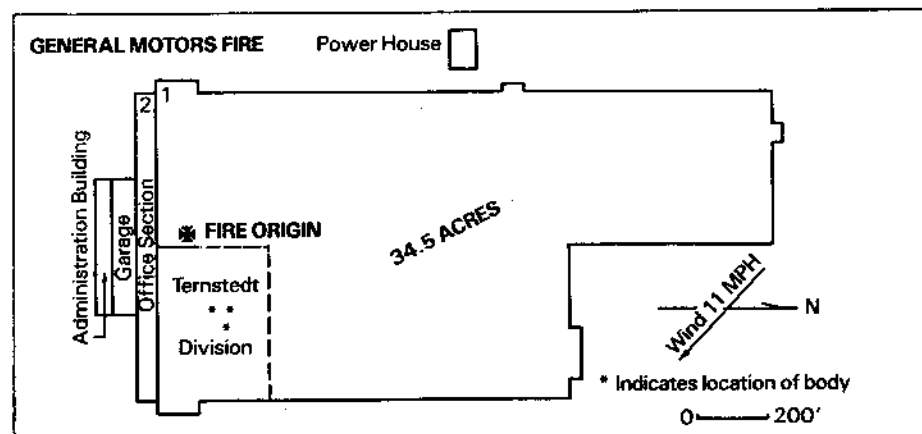 GENERAL MOTORS FIRE
Power House
2
1
Administration Building
Garage
Office Section
FIRE ORIGIN
34.5 ACRES
Ternstedt
Division
N
Wind 11 MPH
* Indicates location of body
0 200'